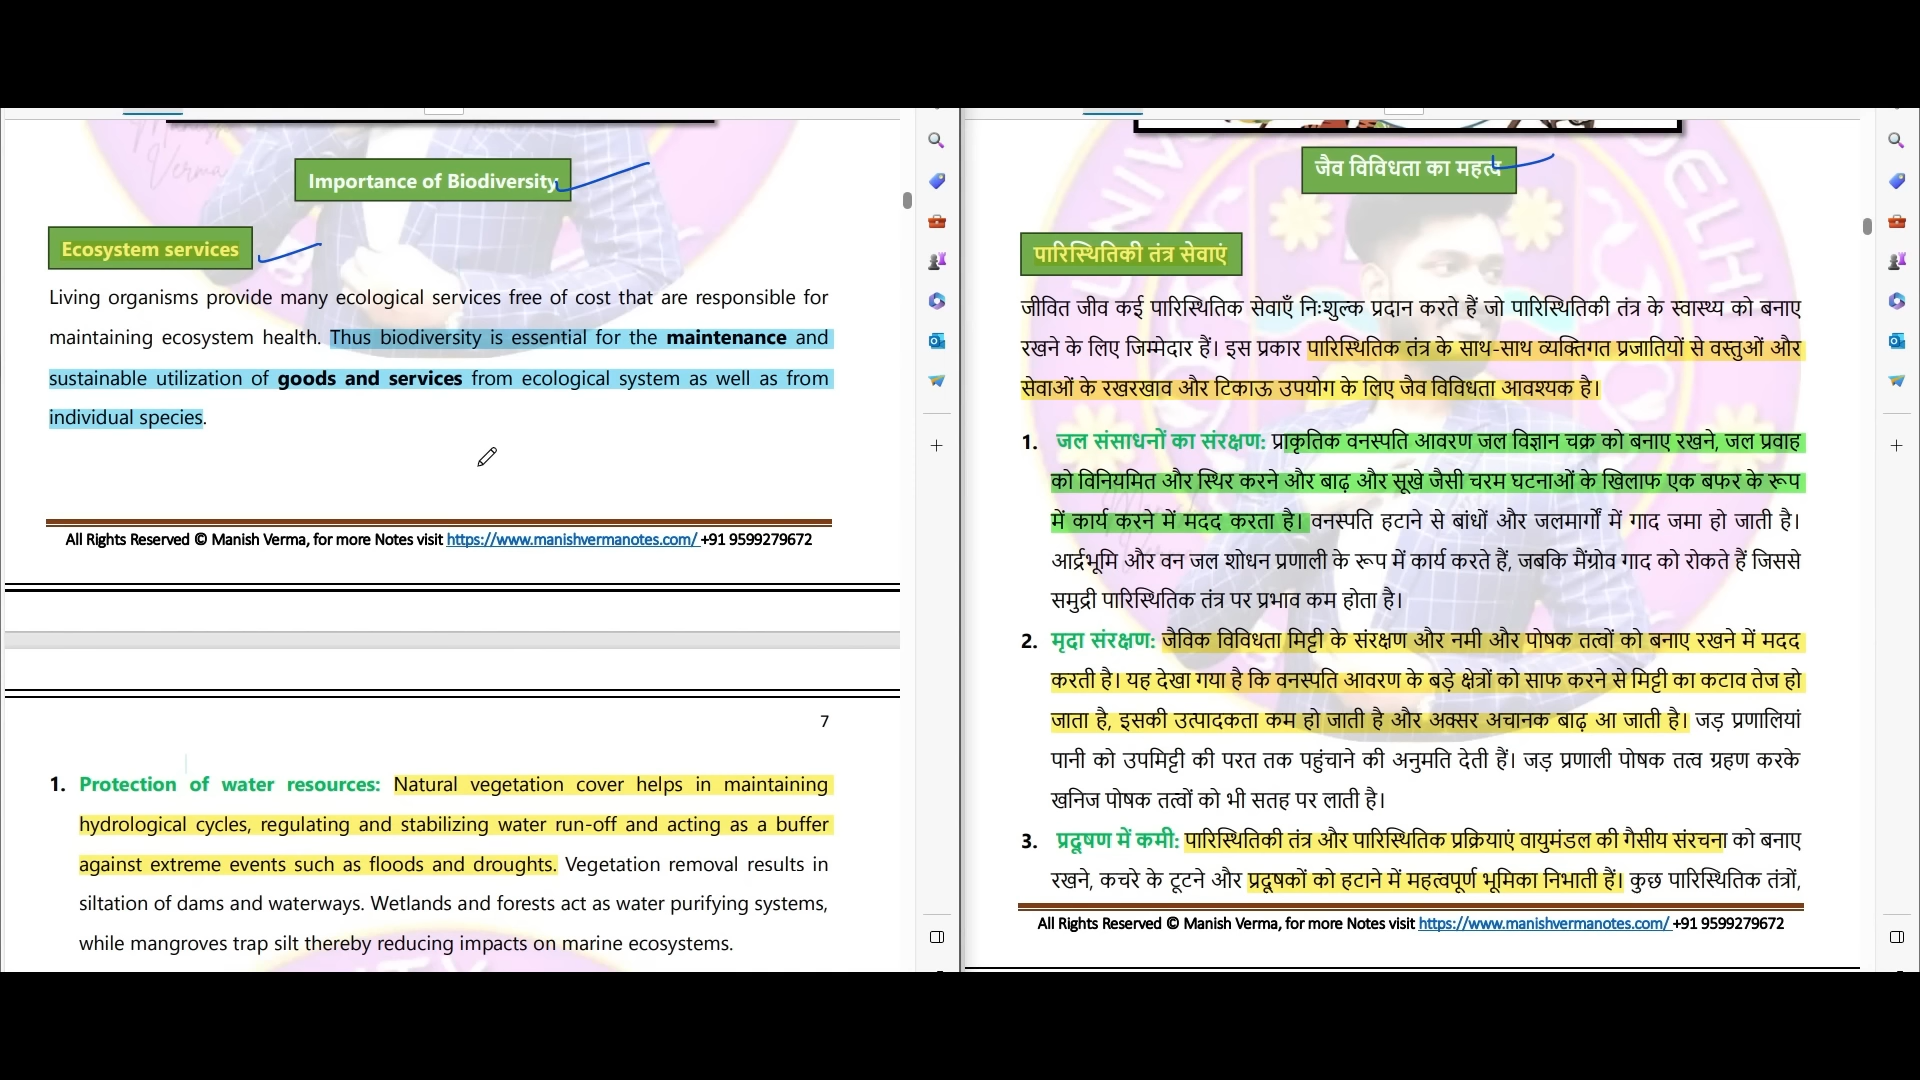 Importance of Biodiversity
Ecosystem services
Living organisms provide many ecological services free of cost that are responsible for
maintaining ecosystem health. Thus biodiversity is essential for the maintenance and
sustainable utilization of goods and services from ecological system as well as from
individual species.
All Rights Reserved © Manish Verma, for more Notes visit https://www.manishvermanotes.com/ +91 9599279672
7
1. Protection of water resources: Natural vegetation cover helps in maintaining
hydrological cycles, regulating and stabilizing water run-off and acting as a buffer
against extreme events such as floods and droughts. Vegetation removal results in
siltation of dams and waterways. Wetlands and forests act as water purifying systems,
while mangroves trap silt thereby reducing impacts on marine ecosystems.
जैव विविधता का महत्व
पारिस्थितिकी तंत्र सेवाएं
जीवित जीव कई पारिस्थितिक सेवाएँ निःशुल्क प्रदान करते हैं जो पारिस्थितिकी तंत्र के स्वास्थ्य को बनाए
रखने के लिए जिम्मेदार हैं। इस प्रकार पारिस्थितिक तंत्र के साथ-साथ व्यक्तिगत प्रजातियों से वस्तुओं और
सेवाओं के रखरखाव और टिकाऊ उपयोग के लिए जैव विविधता आवश्यक है।
1. जल संसाधनों का संरक्षण: प्राकृतिक वनस्पति आवरण जल विज्ञान चक्र को बनाए रखने, जल प्रवाह
को विनियमित और स्थिर करने और बाढ़ और सूखे जैसी चरम घटनाओं के खिलाफ एक बफर के रूप
में कार्य करने में मदद करता है। वनस्पति हटाने से बांधों और जलमार्गों में गाद जमा हो जाती है।
आर्द्रभूमि और वन जल शोधन प्रणाली के रूप में कार्य करते हैं, जबकि मैंग्रोव गाद को रोकते हैं जिससे
समुद्री पारिस्थितिक तंत्र पर प्रभाव कम होता है।
2. मृदा संरक्षण: जैविक विविधता मिट्टी के संरक्षण और नमी और पोषक तत्वों को बनाए रखने में मदद
करती है। यह देखा गया है कि वनस्पति आवरण के बड़े क्षेत्रों को साफ करने से मिट्टी का कटाव तेज हो
जाता है, इसकी उत्पादकता कम हो जाती है और अक्सर अचानक बाढ़ आ जाती है। जड़ प्रणालियां
पानी को उपमिट्टी की परत तक पहुंचाने की अनुमति देती हैं। जड़ प्रणाली पोषक तत्व ग्रहण करके
खनिज पोषक तत्वों को भी सतह पर लाती है।
3. प्रदूषण में कमी: पारिस्थितिकी तंत्र और पारिस्थितिक प्रक्रियाएं वायुमंडल की गैसीय संरचना को बनाए
रखने, कचरे के टूटने और प्रदूषकों को हटाने में महत्वपूर्ण भूमिका निभाती हैं। कुछ पारिस्थितिक तंत्रों,
All Rights Reserved © Manish Verma, for more Notes visit https://www.manishvermanotes.com/ +91 9599279672